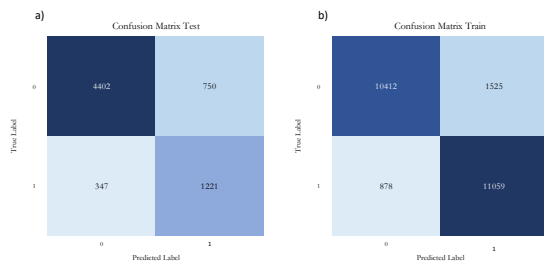 a)
Confusion Matrix Test
0
4402
750
True Label
1
347
1221
0
1
Predicted Label
b)
Confusion Matrix Train
0
10412
1525
True Label
1
878
11059
0
1
Predicted Label